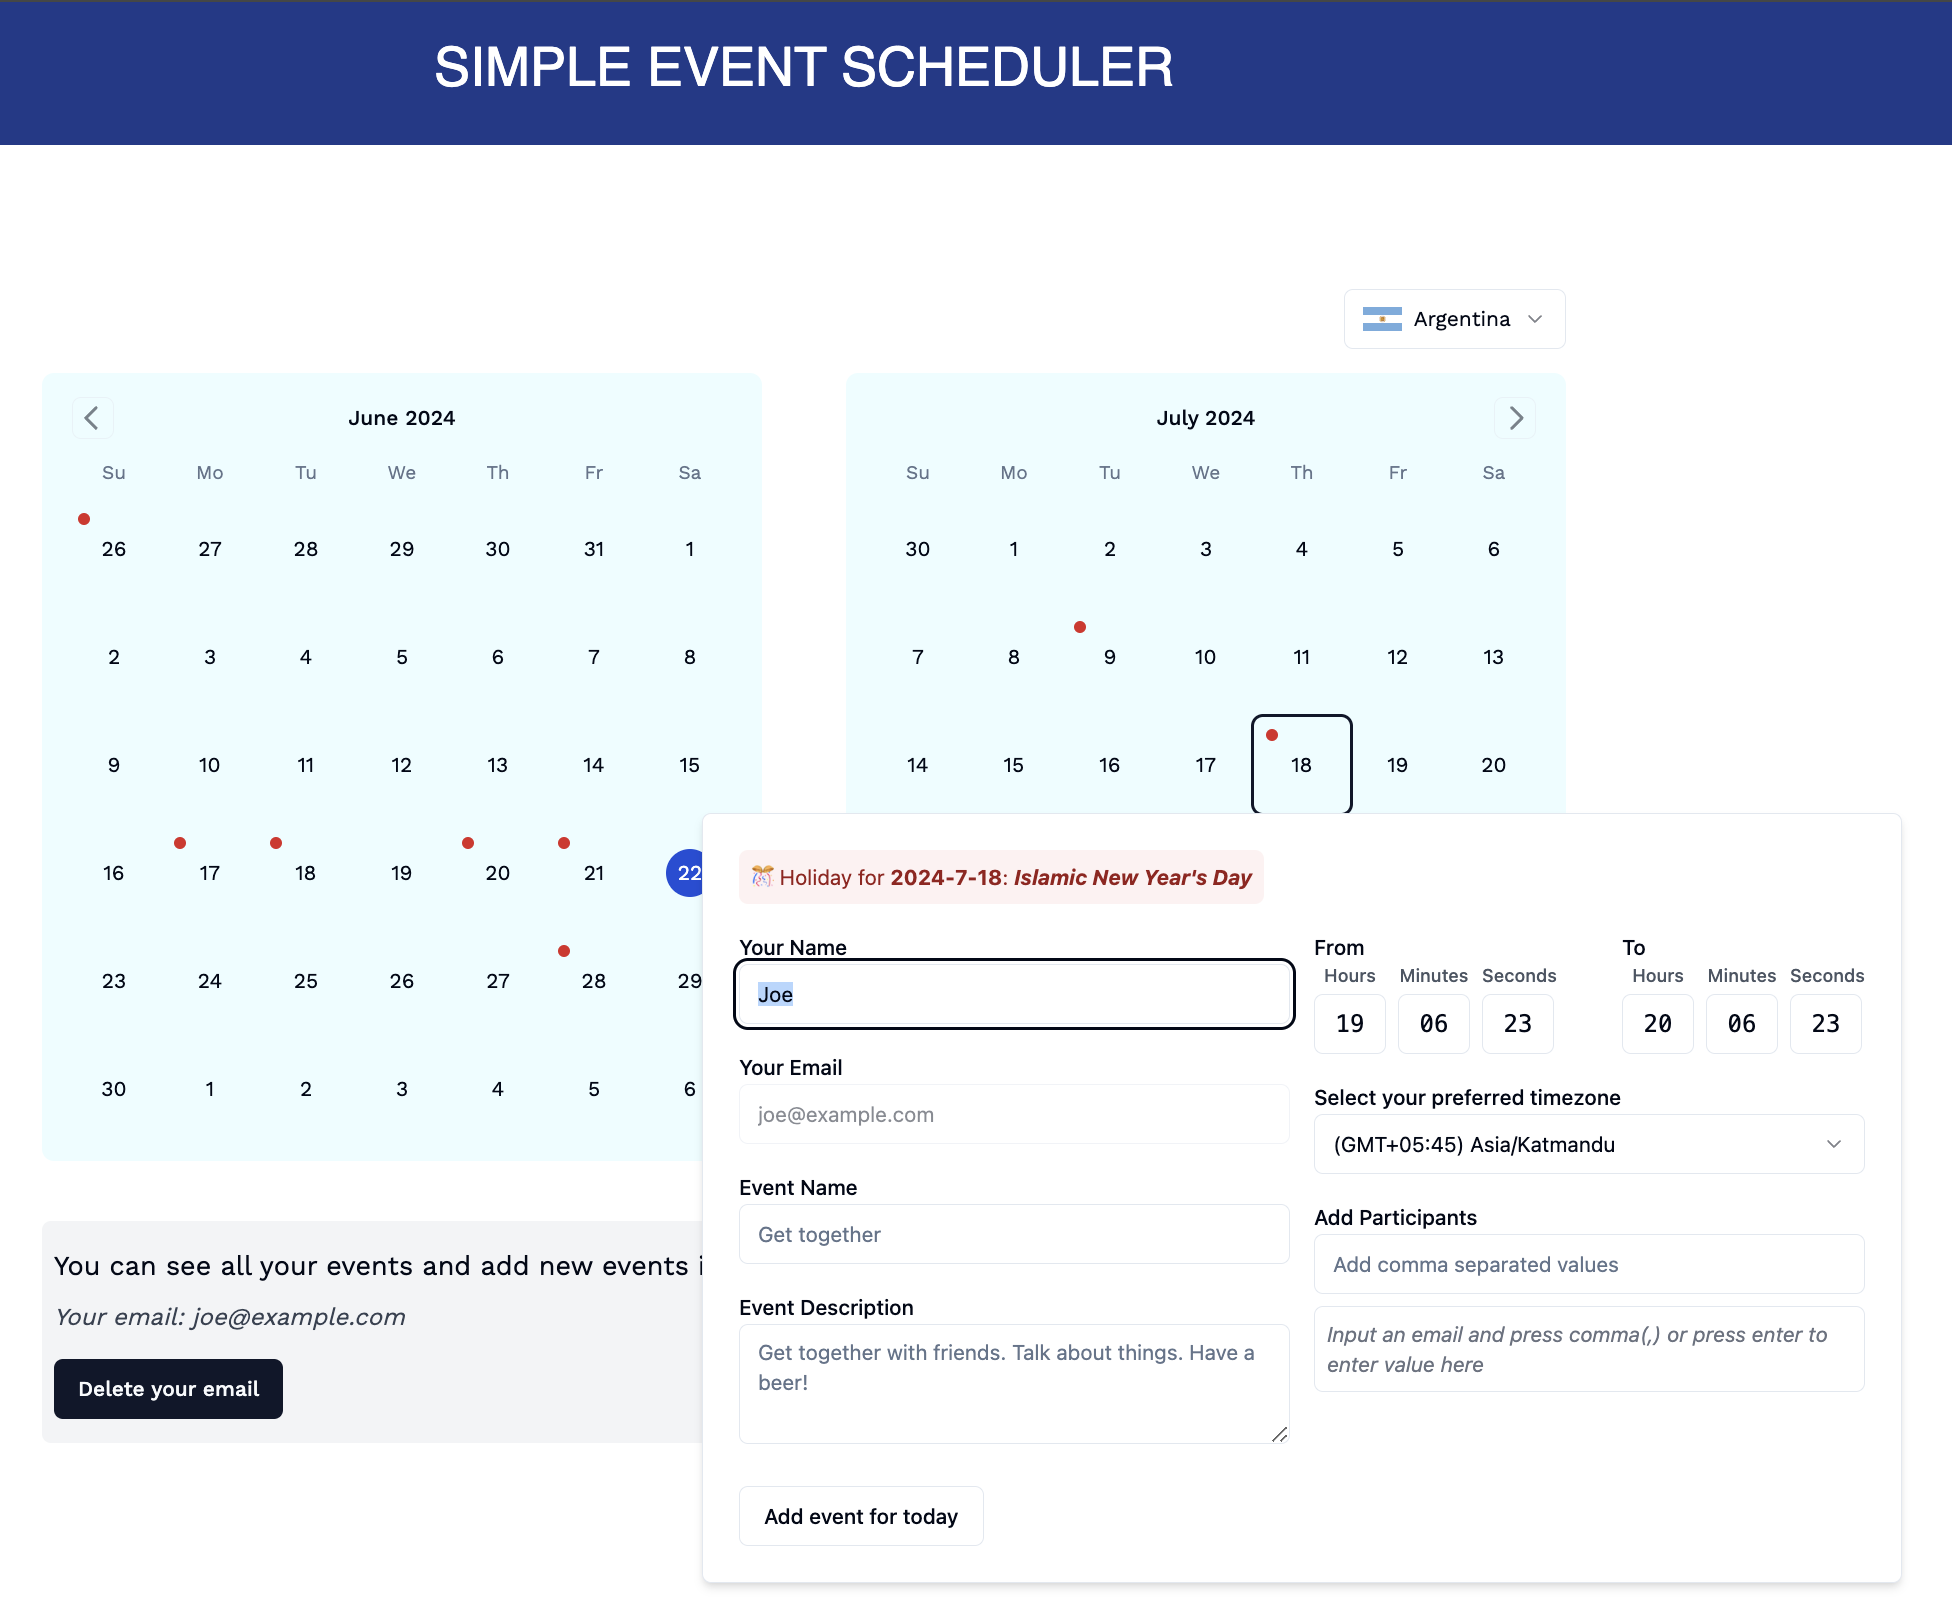 SIMPLE EVENT SCHEDULER
Argentina
June 2024
Su Mo Tu We Th Fr Sa
26 27 28 29 30 31 1
2 3 4 5 6 7 8
9 10 11 12 13 14 15
16 17 18 19 20 21 22
23 24 25 26 27 28 29
30 1 2 3 4 5 6
July 2024
Su Mo Tu We Th Fr Sa
30 1 2 3 4 5 6
7 8 9 10 11 12 13
14 15 16 17 18 19 20
You can see all your events and add new events i
Your email: joe@example.com
Delete your email
Holiday for 2024-7-18: Islamic New Year's Day
Your Name
Joe
Your Email
joe@example.com
Event Name
Get together
Event Description
Get together with friends. Talk about things. Have a
beer!
Add event for today
From
Hours Minutes Seconds
19 06 23
To
Hours Minutes Seconds
20 06 23
Select your preferred timezone
(GMT+05:45) Asia/Katmandu
Add Participants
Add comma separated values
Input an email and press comma(,) or press enter to
enter value here